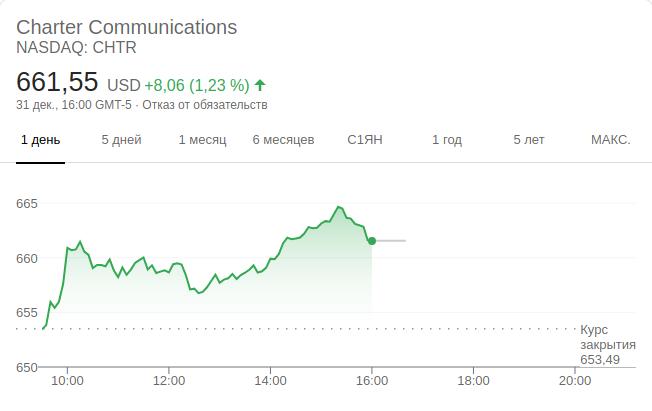 Charter Communications
NASDAQ: CHTR
661,55 USD +8,06 (1,23 %)
31 дек., 16:00 GMT-5 · Отказ от обязательств
1 день 5 дней 1 месяц 6 месяцев С1ЯН 1 год 5 лет МАКС.
665
660
655
Курс
закрытия
653,49
650
10:00 12:00 14:00 16:00 18:00 20:00